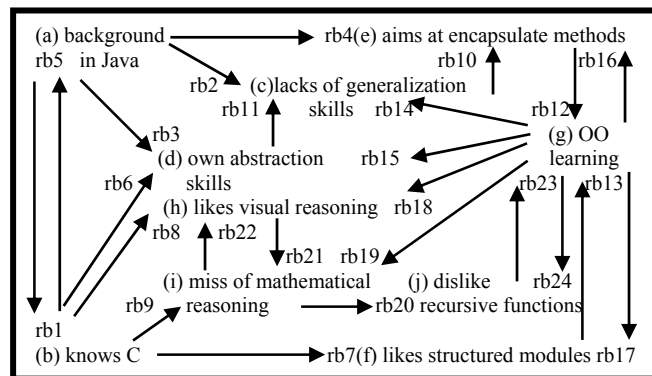 (a) background rb4(e) aims at encapsulate methods
rb5 in Java rb10 rb16
rb2 (c)lacks of generalization
rb11 skills rb14 rb12
rb3 (g) OO
(d) own abstraction rb15 learning
rb6 skills rb23 rb13
(h) likes visual reasoning rb18
rb8 rb22 rb21 rb19
(i) miss of mathematical (j) dislike rb24
rb9 reasoning rb20 recursive functions
rb1
(b) knows C rb7(f) likes structured modules rb17